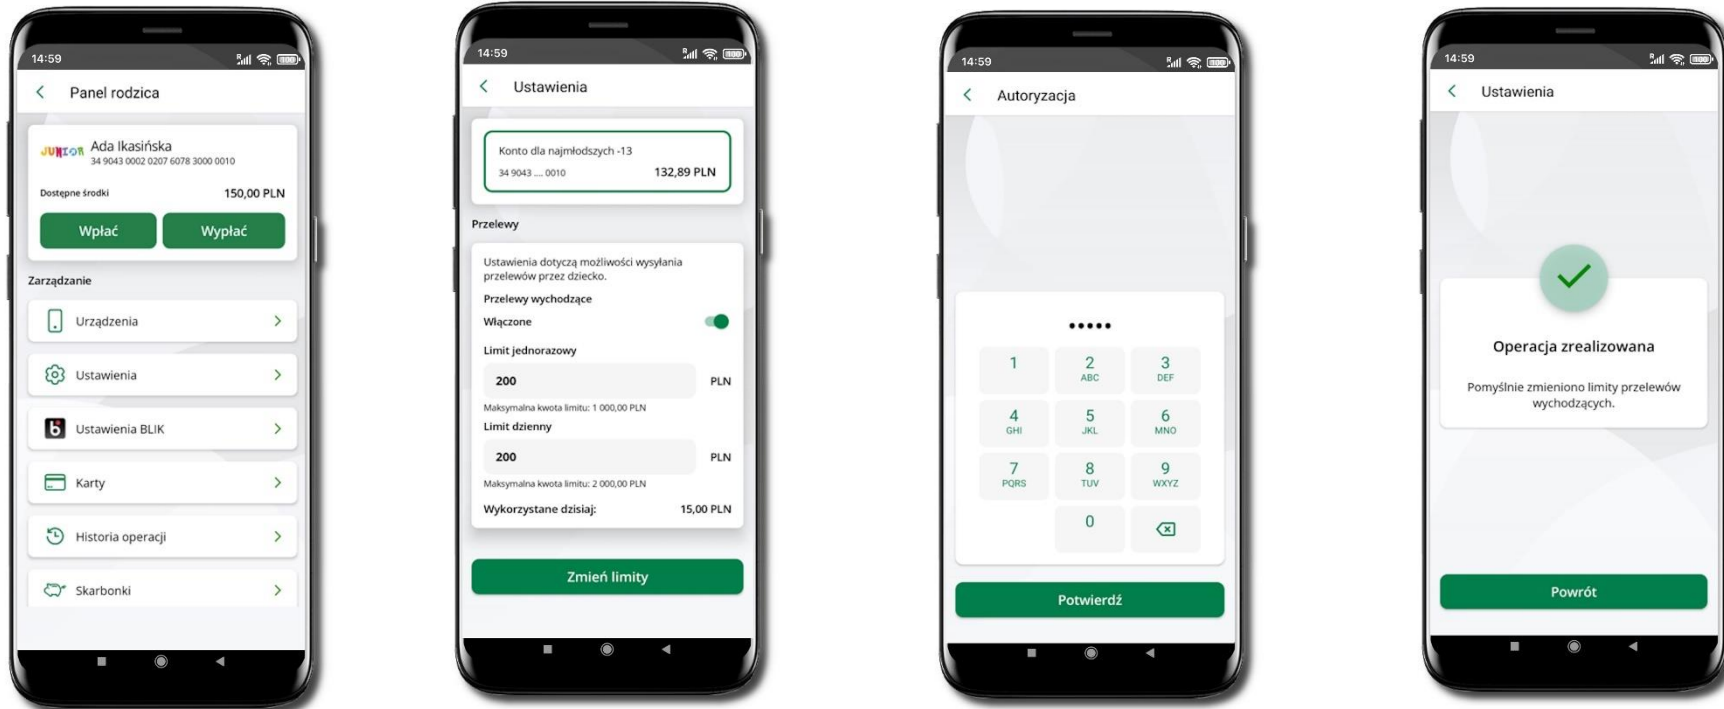 14:59
Panel rodzica
JUNIOR Ada Ikasińska
34 9043 0002 0207 6078 3000 0010
Dostępne środki 150,00 PLN
Wpłać Wypłać
Zarządzanie
Urządzenia
Ustawienia
Ustawienia BLIK
Karty
Historia operacji
Skarbonki
14:59
Ustawienia
Konto dla najmłodszych -13
34 9043 .... 0010 132,89 PLN
Przelewy
Ustawienia dotyczą możliwości wysyłania
przelewów przez dziecko.
Przelewy wychodzące
Włączone
Limit jednorazowy
200 PLN
Maksymalna kwota limitu: 1 000,00 PLN
Limit dzienny
200 PLN
Maksymalna kwota limitu: 2 000,00 PLN
Wykorzystane dzisiaj: 15,00 PLN
Zmień limity
14:59
Autoryzacja
1 2 3
ABC DEF
4 5 6
GHI JKL MNO
7 8 9
PQRS TUV WXYZ
0
Potwierdź
14:59
Ustawienia
Operacja zrealizowana
Pomyślnie zmieniono limity przelewów
wychodzących.
Powrót